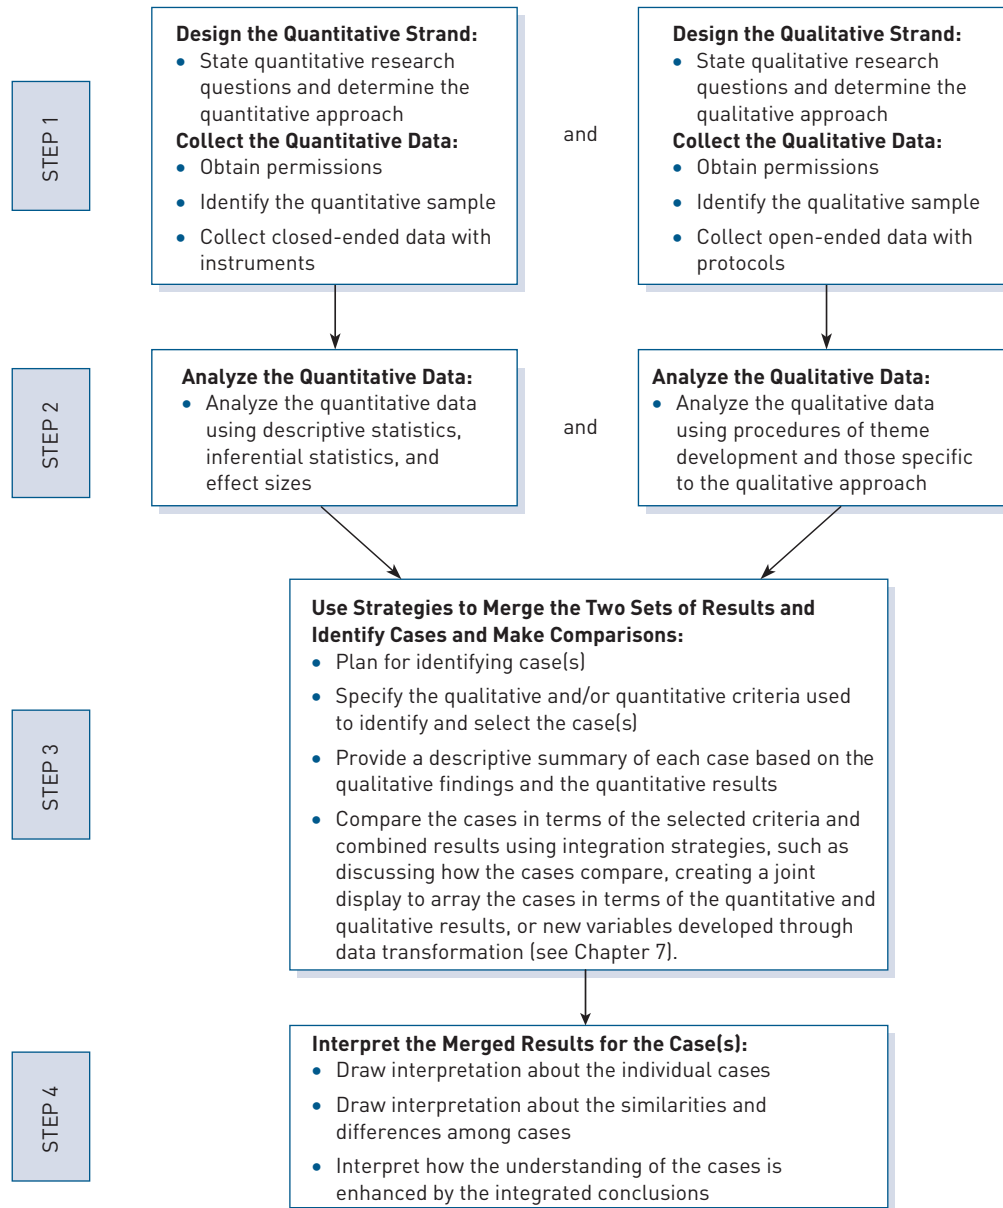 STEP 1
Design the Quantitative Strand:
• State quantitative research
questions and determine the
quantitative approach
Collect the Quantitative Data:
• Obtain permissions
• Identify the quantitative sample
• Collect closed-ended data with
instruments
and
Design the Qualitative Strand:
• State qualitative research
questions and determine the
qualitative approach
Collect the Qualitative Data:
• Obtain permissions
• Identify the qualitative sample
• Collect open-ended data with
protocols
STEP 2
Analyze the Quantitative Data:
• Analyze the quantitative data
using descriptive statistics,
inferential statistics, and
effect sizes
and
Analyze the Qualitative Data:
• Analyze the qualitative data
using procedures of theme
development and those specific
to the qualitative approach
STEP 3
Use Strategies to Merge the Two Sets of Results and
Identify Cases and Make Comparisons:
• Plan for identifying case(s)
• Specify the qualitative and/or quantitative criteria used
to identify and select the case(s)
• Provide a descriptive summary of each case based on the
qualitative findings and the quantitative results
• Compare the cases in terms of the selected criteria and
combined results using integration strategies, such as
discussing how the cases compare, creating a joint
display to array the cases in terms of the quantitative and
qualitative results, or new variables developed through
data transformation (see Chapter 7).
STEP 4
Interpret the Merged Results for the Case(s):
• Draw interpretation about the individual cases
• Draw interpretation about the similarities and
differences among cases
• Interpret how the understanding of the cases is
enhanced by the integrated conclusions